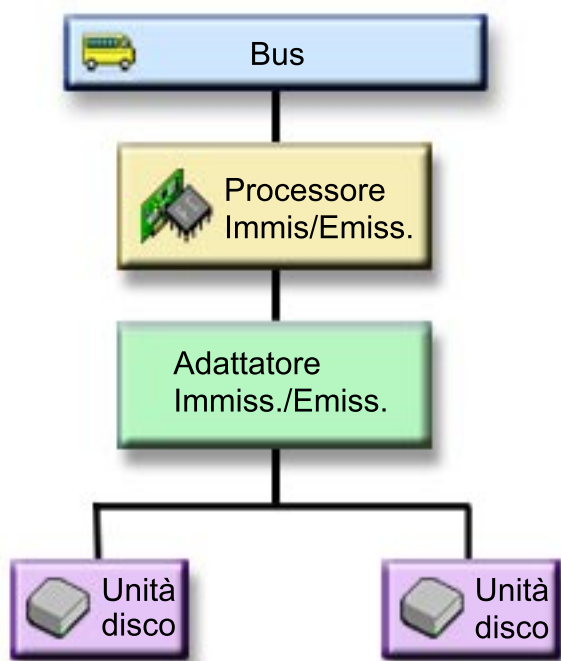 Bus
Processore
Immis/Emiss.
Adattatore
Immiss./Emiss.
Unità
disco
Unità
disco